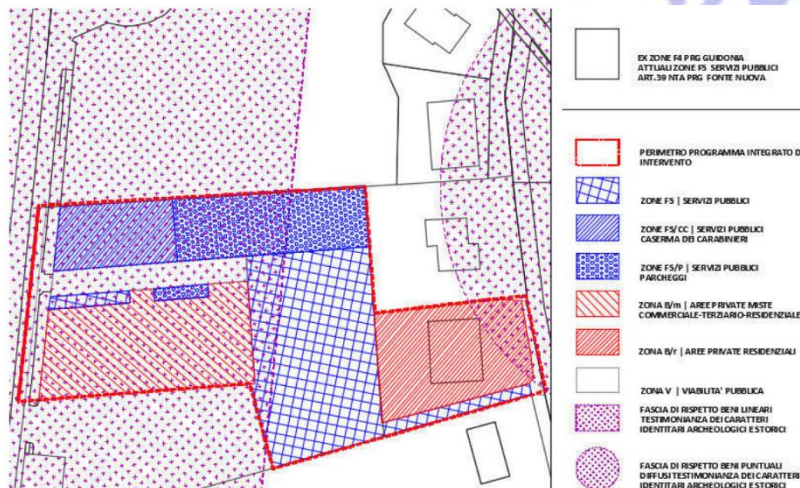 EX ZONE F4 PRG GUIDONIA
ATTUALI ZONE F5 SERVIZI PUBBLICI
ART.39 NTA PRG FONTE NUOVA
PERIMETRO PROGRAMMA INTEGRATO D
INTERVENTO
ZONE F5 | SERVIZI PUBBLICI
ZONE F5/CC | SERVIZI PUBBLICI
CASERMA DEI CARABINIERI
ZONE F5/P | SERVIZI PUBBLICI
PARCHEGGI
ZONA B/m | AREE PRIVATE MISTE
COMMERCIALE-TERZIARIO-RESIDENZIALE
ZONA B/r | AREE PRIVATE RESIDENZIALI
ZONA V | VIABILITA' PUBBLICA
FASCIA DI RISPETTO BENI LINEARI
TESTIMONIANZA DEI CARATTERI
IDENTITARI ARCHEOLOGICI E STORICI
FASCIA DI RISPETTO BENI PUNTUALI
DIFFUSI TESTIMONIANZA DEI CARATTERI
IDENTITARI ARCHEOLOGICI E STORICI